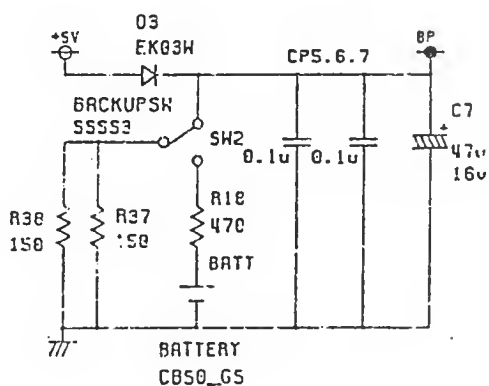 +5V
D3
EK03W
BP
CP5.6.7
BACKUPSW
SSSS3
SW2
C7
+
0.1u
0.1u
47u
16v
R38
150
R37
150
R18
470
BATT
BATTERY
CB50_GS